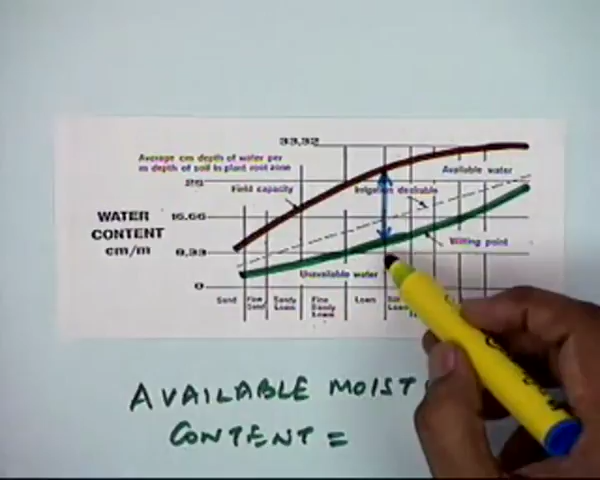 33,32
Average cm depth of water per
m depth of soil in plant root zone
Available water
25
Field capacity
Irrigation desirable
WATER
CONTENT
cm/m
16.66
Wilting point
8,33
Unavailable water
0
Sand
Fine
Sand
Sandy
Loam
Fine
Sandy
Loam
Loam
AVAILABLE MOIST
CONTENT =